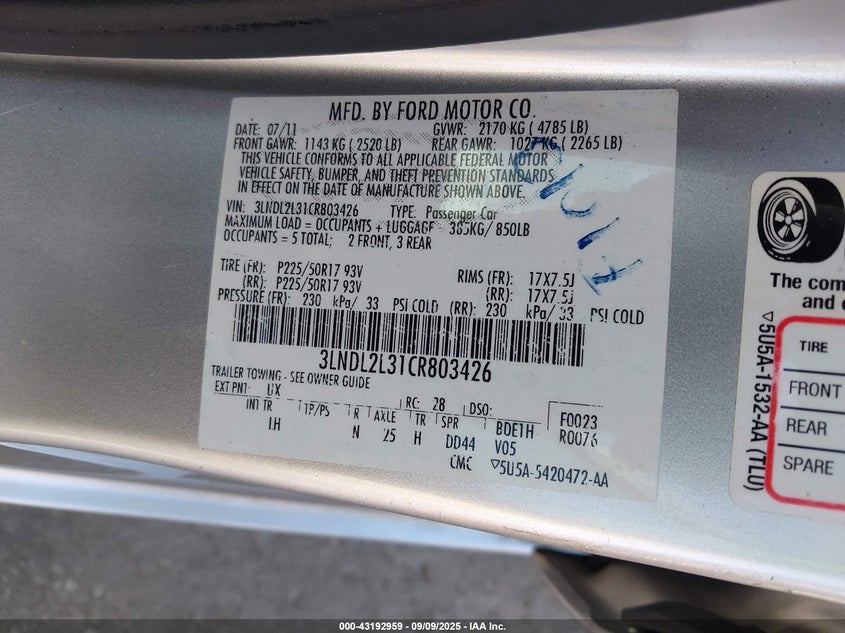 MFD. BY FORD MOTOR CO.
DATE: 07/11 GVWR: 2170 KG ( 4785 LB)
FRONT GAWR: 1143 KG ( 2520 LB) REAR GAWR: 1027 KG ( 2265 LB)
THIS VEHICLE CONFORMS TO ALL APPLICABLE FEDERAL MOTOR
VEHICLE SAFETY, BUMPER, AND THEFT PREVENTION STANDARDS
IN EFFECT ON THE DATE OF MANUFACTURE SHOWN ABOVE.
VIN: 3LNDL2L31CR803426 TYPE: Passenger Car
MAXIMUM LOAD = OCCUPANTS + LUGGAGE = 385KG/ 850LB
OCCUPANTS = 5 TOTAL; 2 FRONT, 3 REAR
TIRE (FR): P225/50R17 93V RIMS (FR): 17X7.5J
(RR): P225/50R17 93V (RR): 17X7.5J
PRESSURE (FR): 230 kPa/ 33 PSI COLD (RR): 230 kPa/ 33 PSI COLD
3LNDL2L31CR803426
TRAILER TOWING - SEE OWNER GUIDE
EXT PNT: UX RC: 28 DSO: F0023
INT TR TP/PS R AXLE TR SPR BDE1H R0076
LH N 25 H DD44 V05
CMC ▽5U5A-5420472-AA
The com
and
▽5U5A-1532-AA (TLU)
TIRE
FRONT
REAR
SPARE
000-43192959 - 09/09/2025 - IAA Inc.